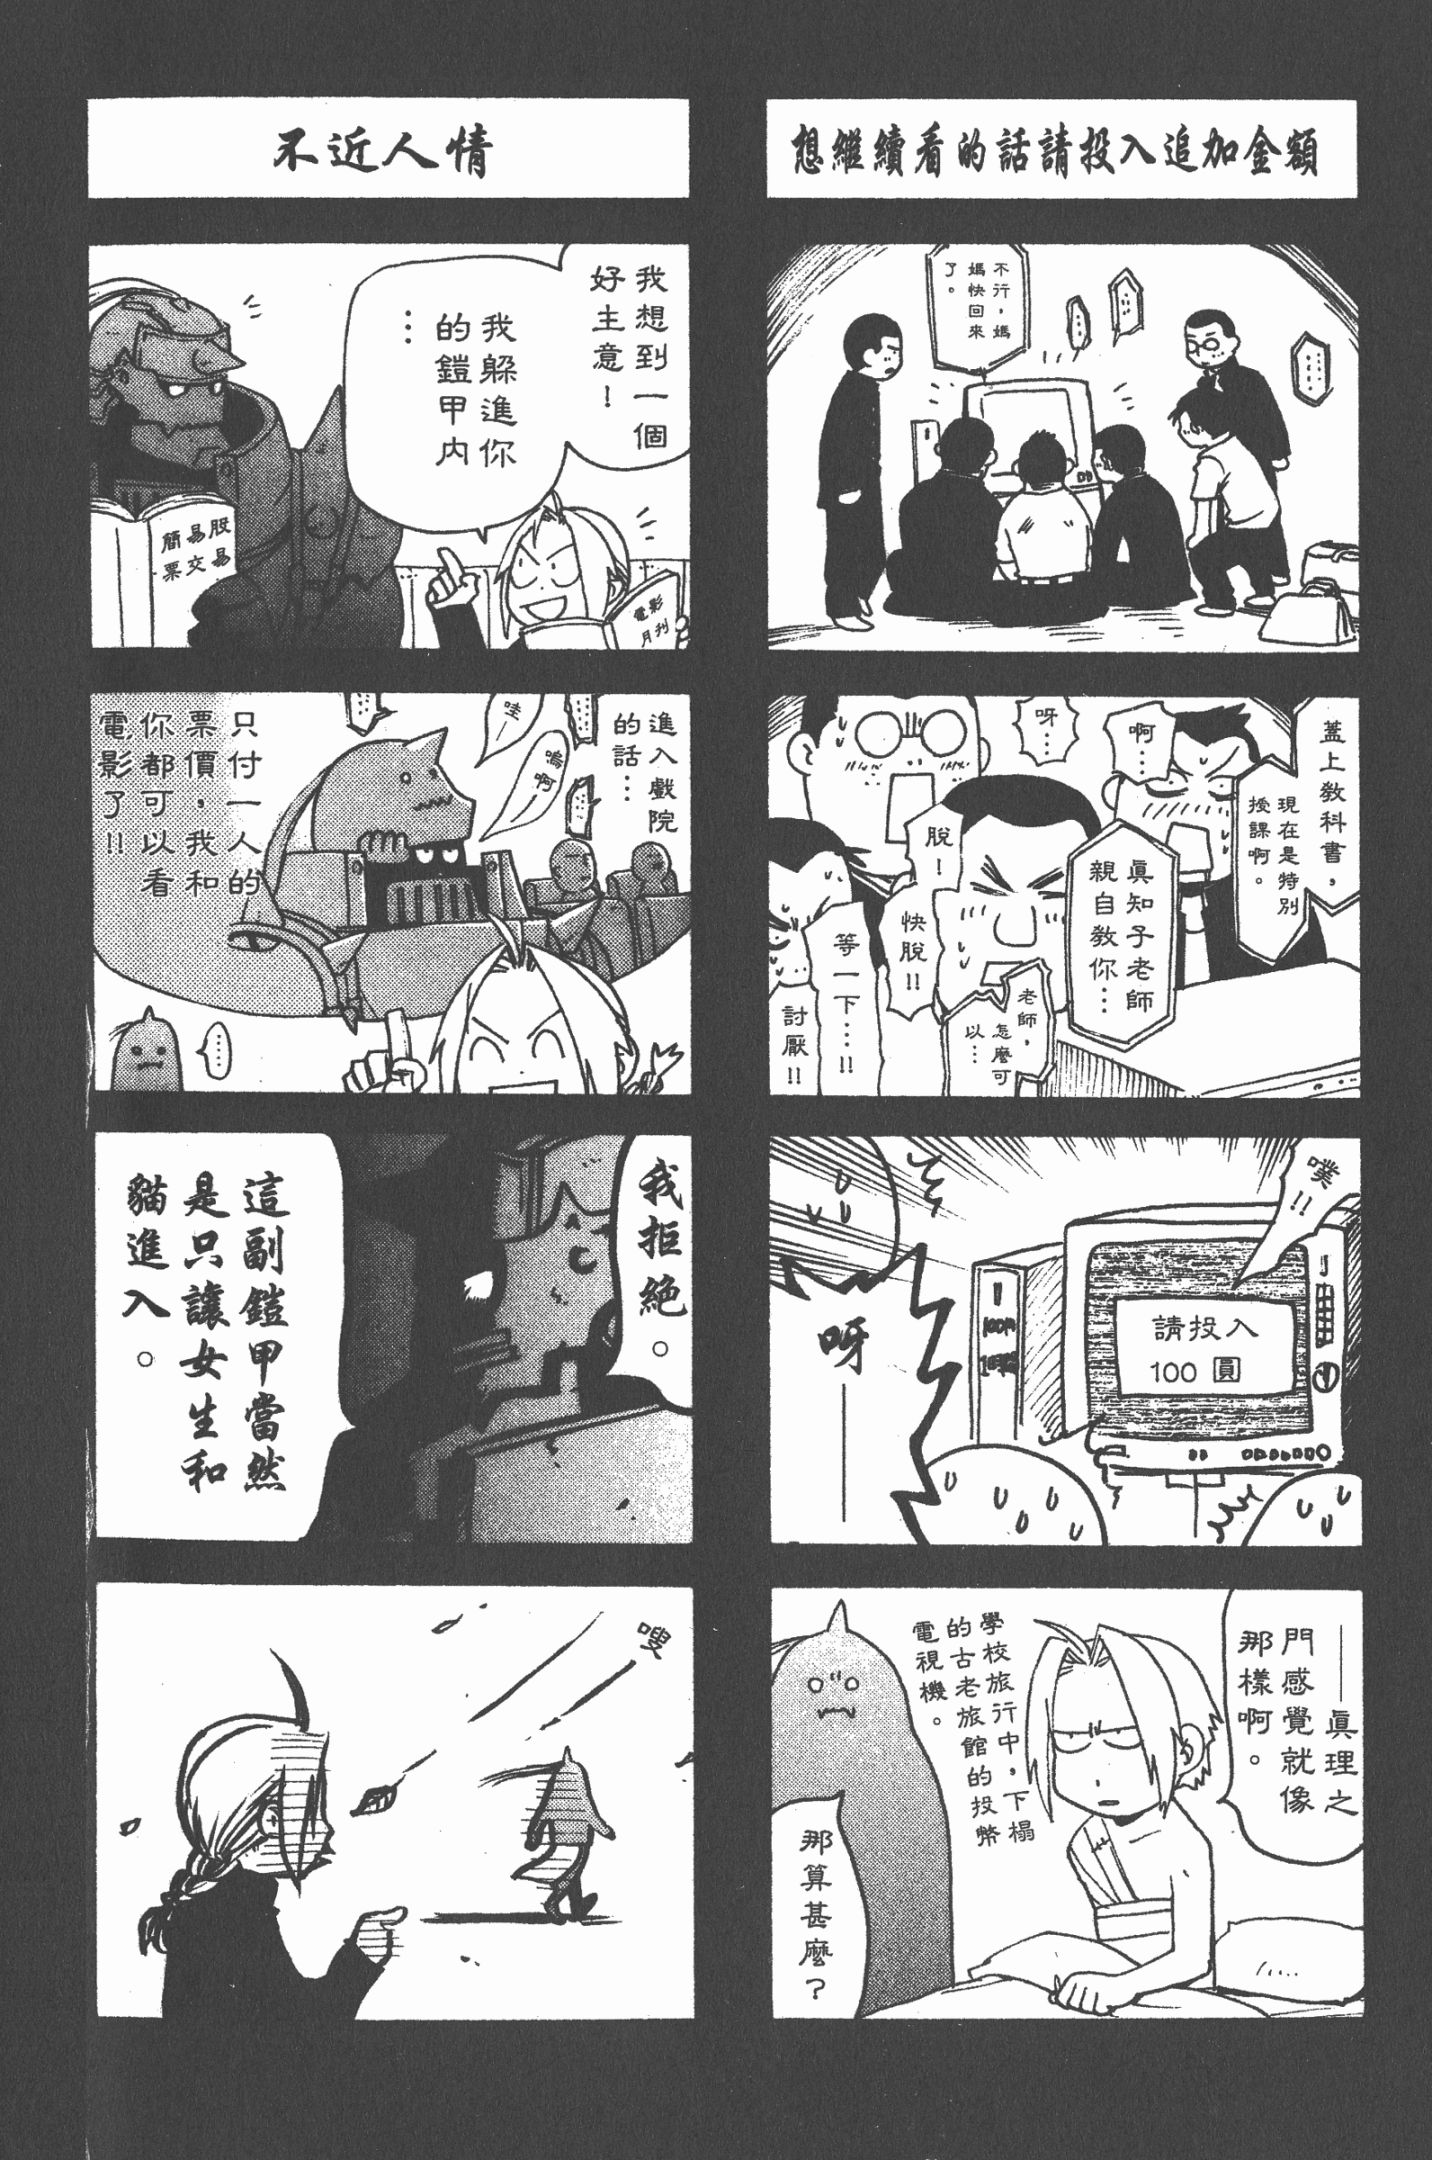 想繼續看的話請投入追加金額
不行，媽
媽快回來
了。
蓋上教科書，
現在是特別
授課啊。
啊…
呀…
真知子老師
親自教你…
脫！
快脫!!
老師，
怎麼可
以…
等一下…!!
討厭!!
噗!!
請投入
100 圓
呀——
——真理之
門感覺就像
那樣啊。
學校旅行中，下榻
的古老旅館的投幣
電視機。
那算甚麼？
不近人情
我想到一個
好主意！
我躲進你
的鎧甲內
…
簡易股
票交易
電影
月刊
進入戲院
的話…
哇—
嗚啊—
只付一人的
票價，我和
你都可以看
電影了!!
我拒絕。
這副鎧甲當然
是只讓女生和
貓進入。
嗖